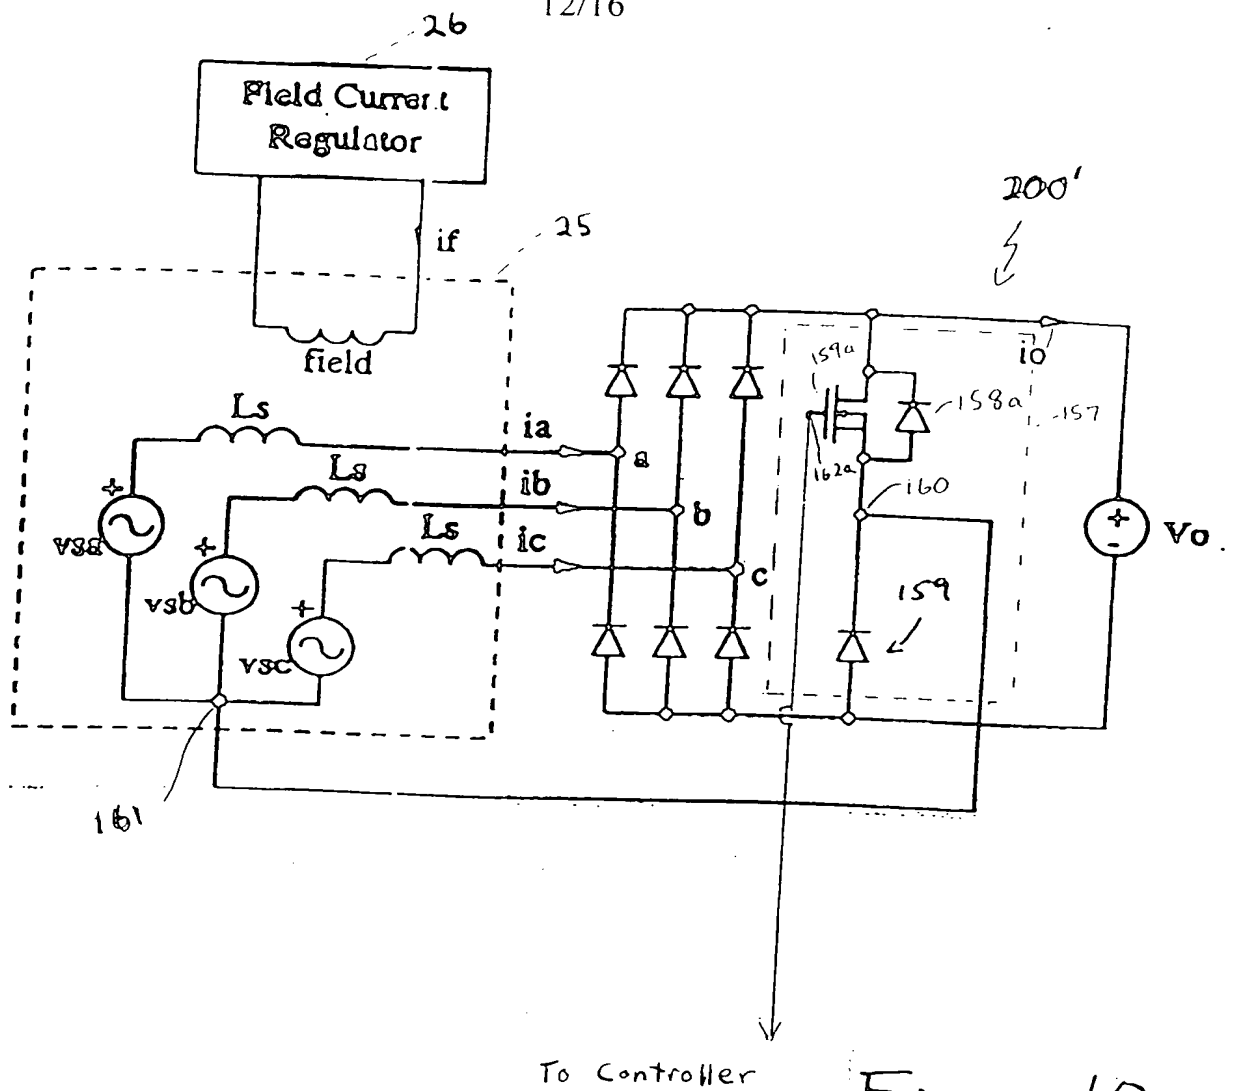 12/16
26
Field Current
Regulator
200'
if
25
field
io
159a
158a
157
Ls
ia
a
162a
Ls
ib
160
b
+
vsa
Ls
ic
+
-
Vo
+
vsb
c
159
+
vsc
161
To Controller